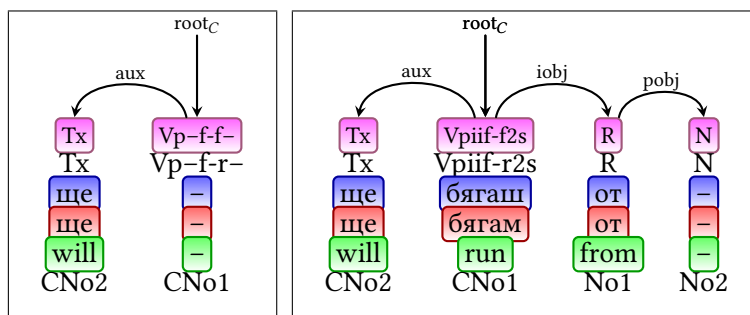 root_C
aux
Tx Vp–f-f–
Tx Vp–f-r–
ще –
ще –
will –
CNo2 CNo1
root_C
aux iobj pobj
Tx Vpiif-f2s R N
Tx Vpiif-r2s R N
ще бягаш от –
ще бягам от –
will run from –
CNo2 CNo1 No1 No2